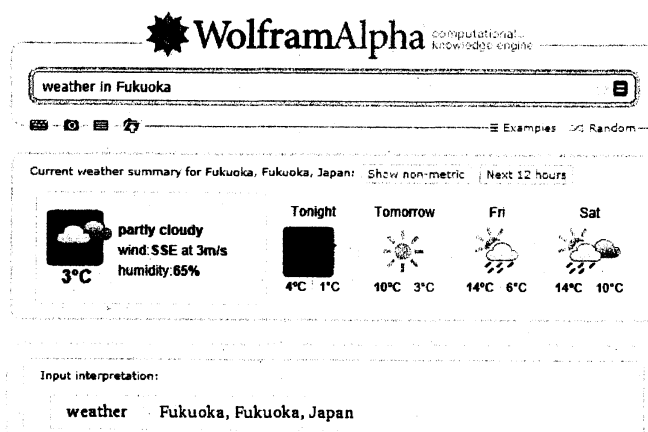 WolframAlpha computational...
knowledge engine
weather in Fukuoka
Examples Random
Current weather summary for Fukuoka, Fukuoka, Japan: Show non-metric Next 12 hours
Tonight Tomorrow Fri Sat
partly cloudy
wind:SSE at 3m/s
humidity:65%
3°C
4°C 1°C 10°C 3°C 14°C 6°C 14°C 10°C
Input interpretation:
weather Fukuoka, Fukuoka, Japan